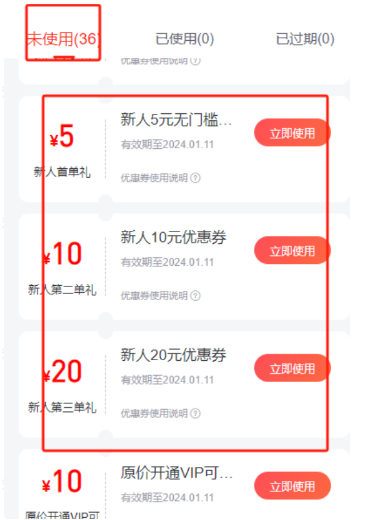 未使用(36)
已使用(0)
已过期(0)
优惠券使用说明
¥5
新人首单礼
新人5元无门槛...
有效期至2024.01.11
优惠券使用说明
立即使用
¥10
新人第二单礼
新人10元优惠券
有效期至2024.01.11
优惠券使用说明
立即使用
¥20
新人第三单礼
新人20元优惠券
有效期至2024.01.11
优惠券使用说明
立即使用
¥10
原价开通VIP可
原价开通VIP可...
有效期至2024.01.11
立即使用